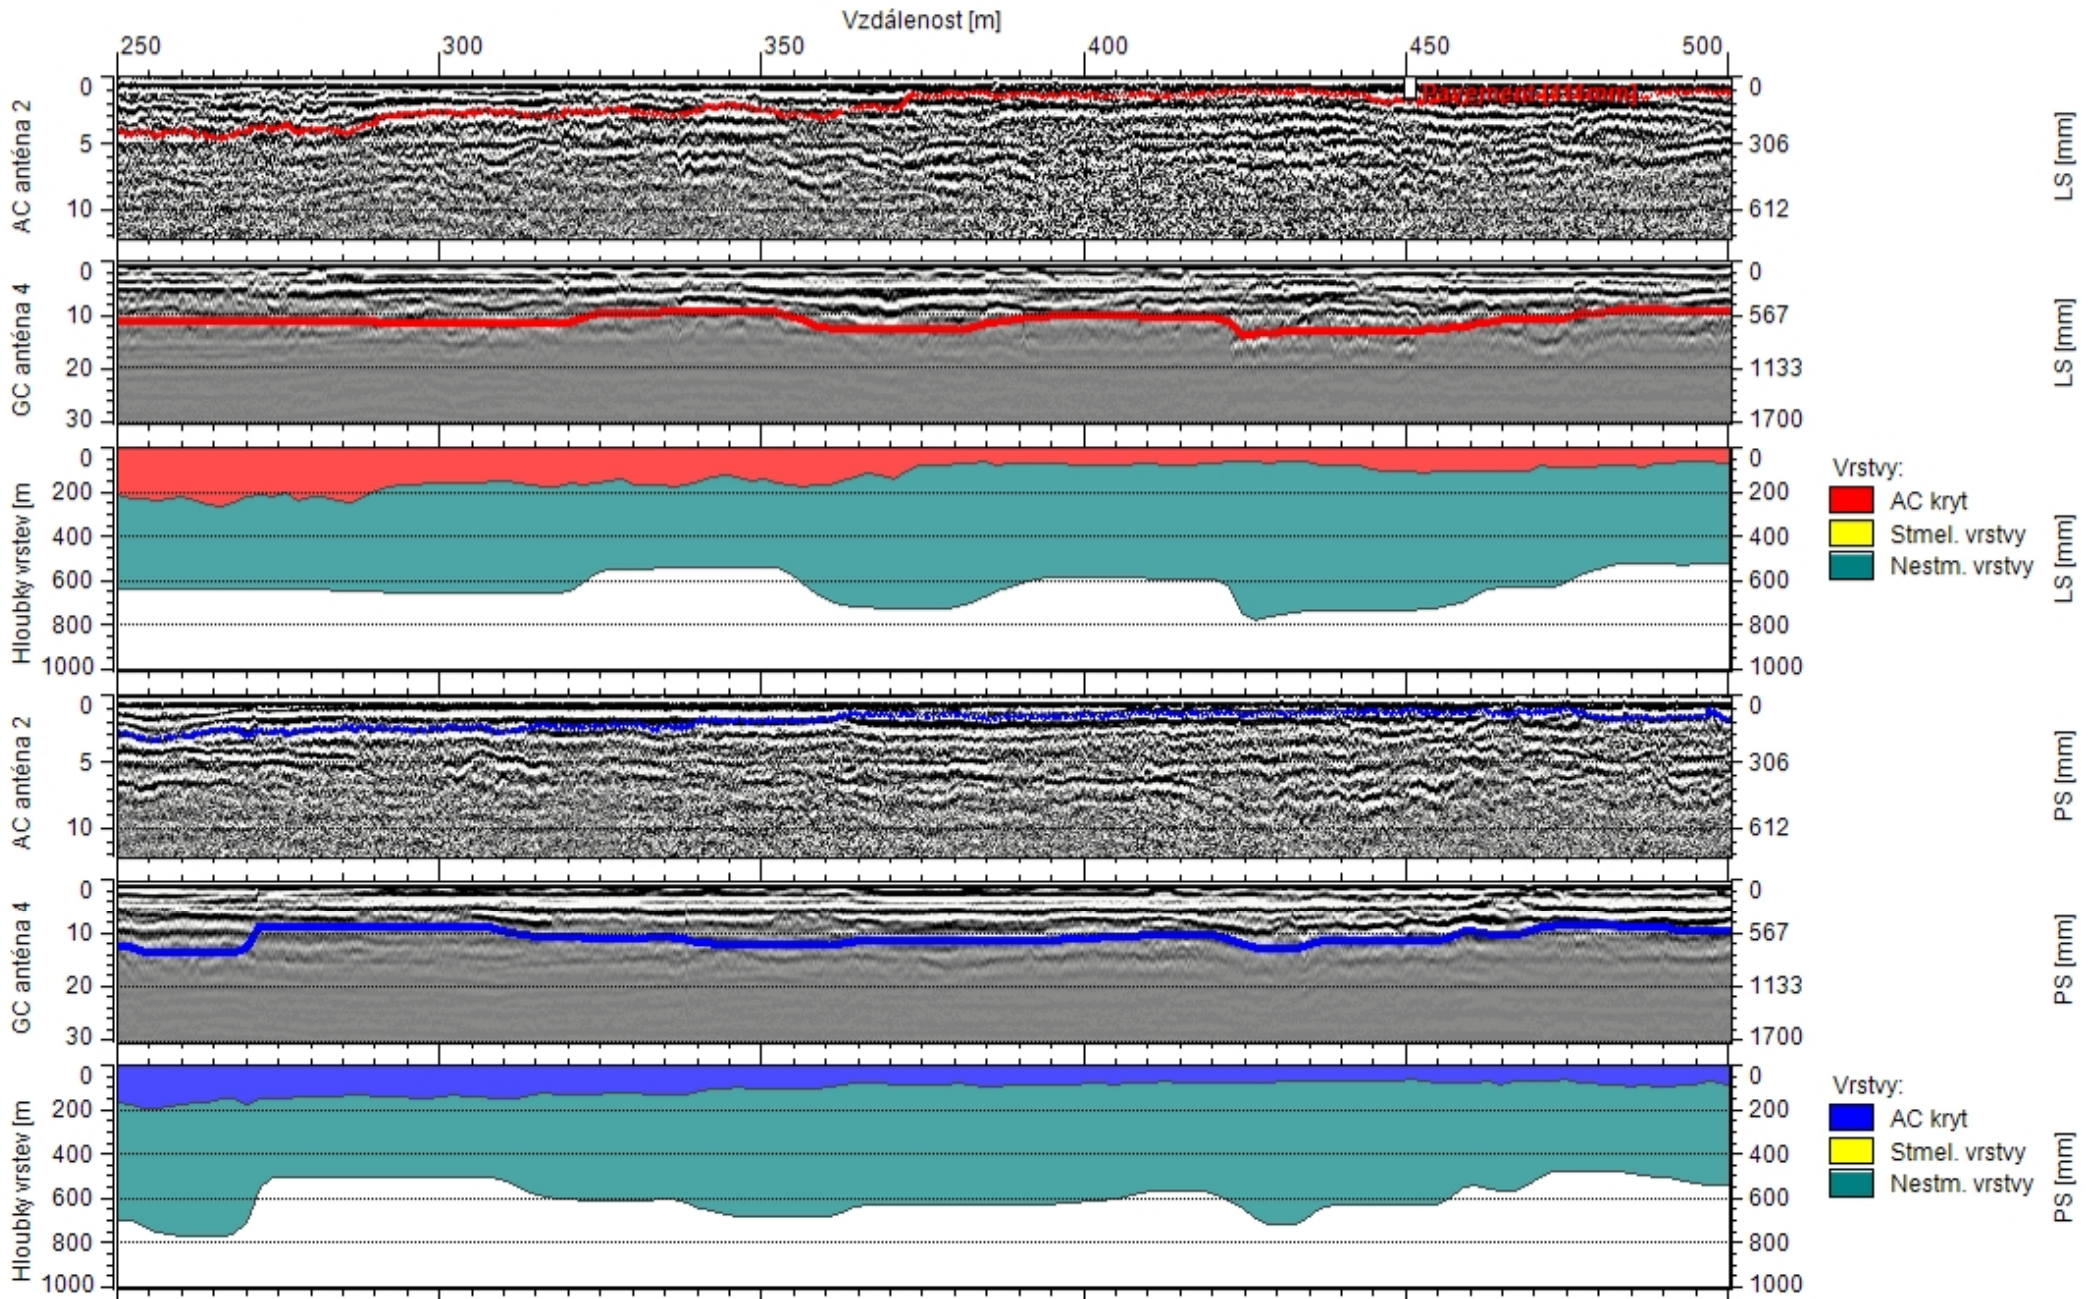 Vzdálenost [m]
250 300 350 400 450 500
AC anténa 2
0 5 10
0 306 612
LS [mm]
GC anténa 4
0 10 20 30
0 567 1133 1700
LS [mm]
Hloubky vrstev [m
0 200 400 600 800 1000
0 200 400 600 800 1000
LS [mm]
Vrstvy:
AC kryt
Stmel. vrstvy
Nestm. vrstvy
AC anténa 2
0 5 10
0 306 612
PS [mm]
GC anténa 4
0 10 20 30
0 567 1133 1700
PS [mm]
Hloubky vrstev [m
0 200 400 600 800 1000
0 200 400 600 800 1000
PS [mm]
Vrstvy:
AC kryt
Stmel. vrstvy
Nestm. vrstvy